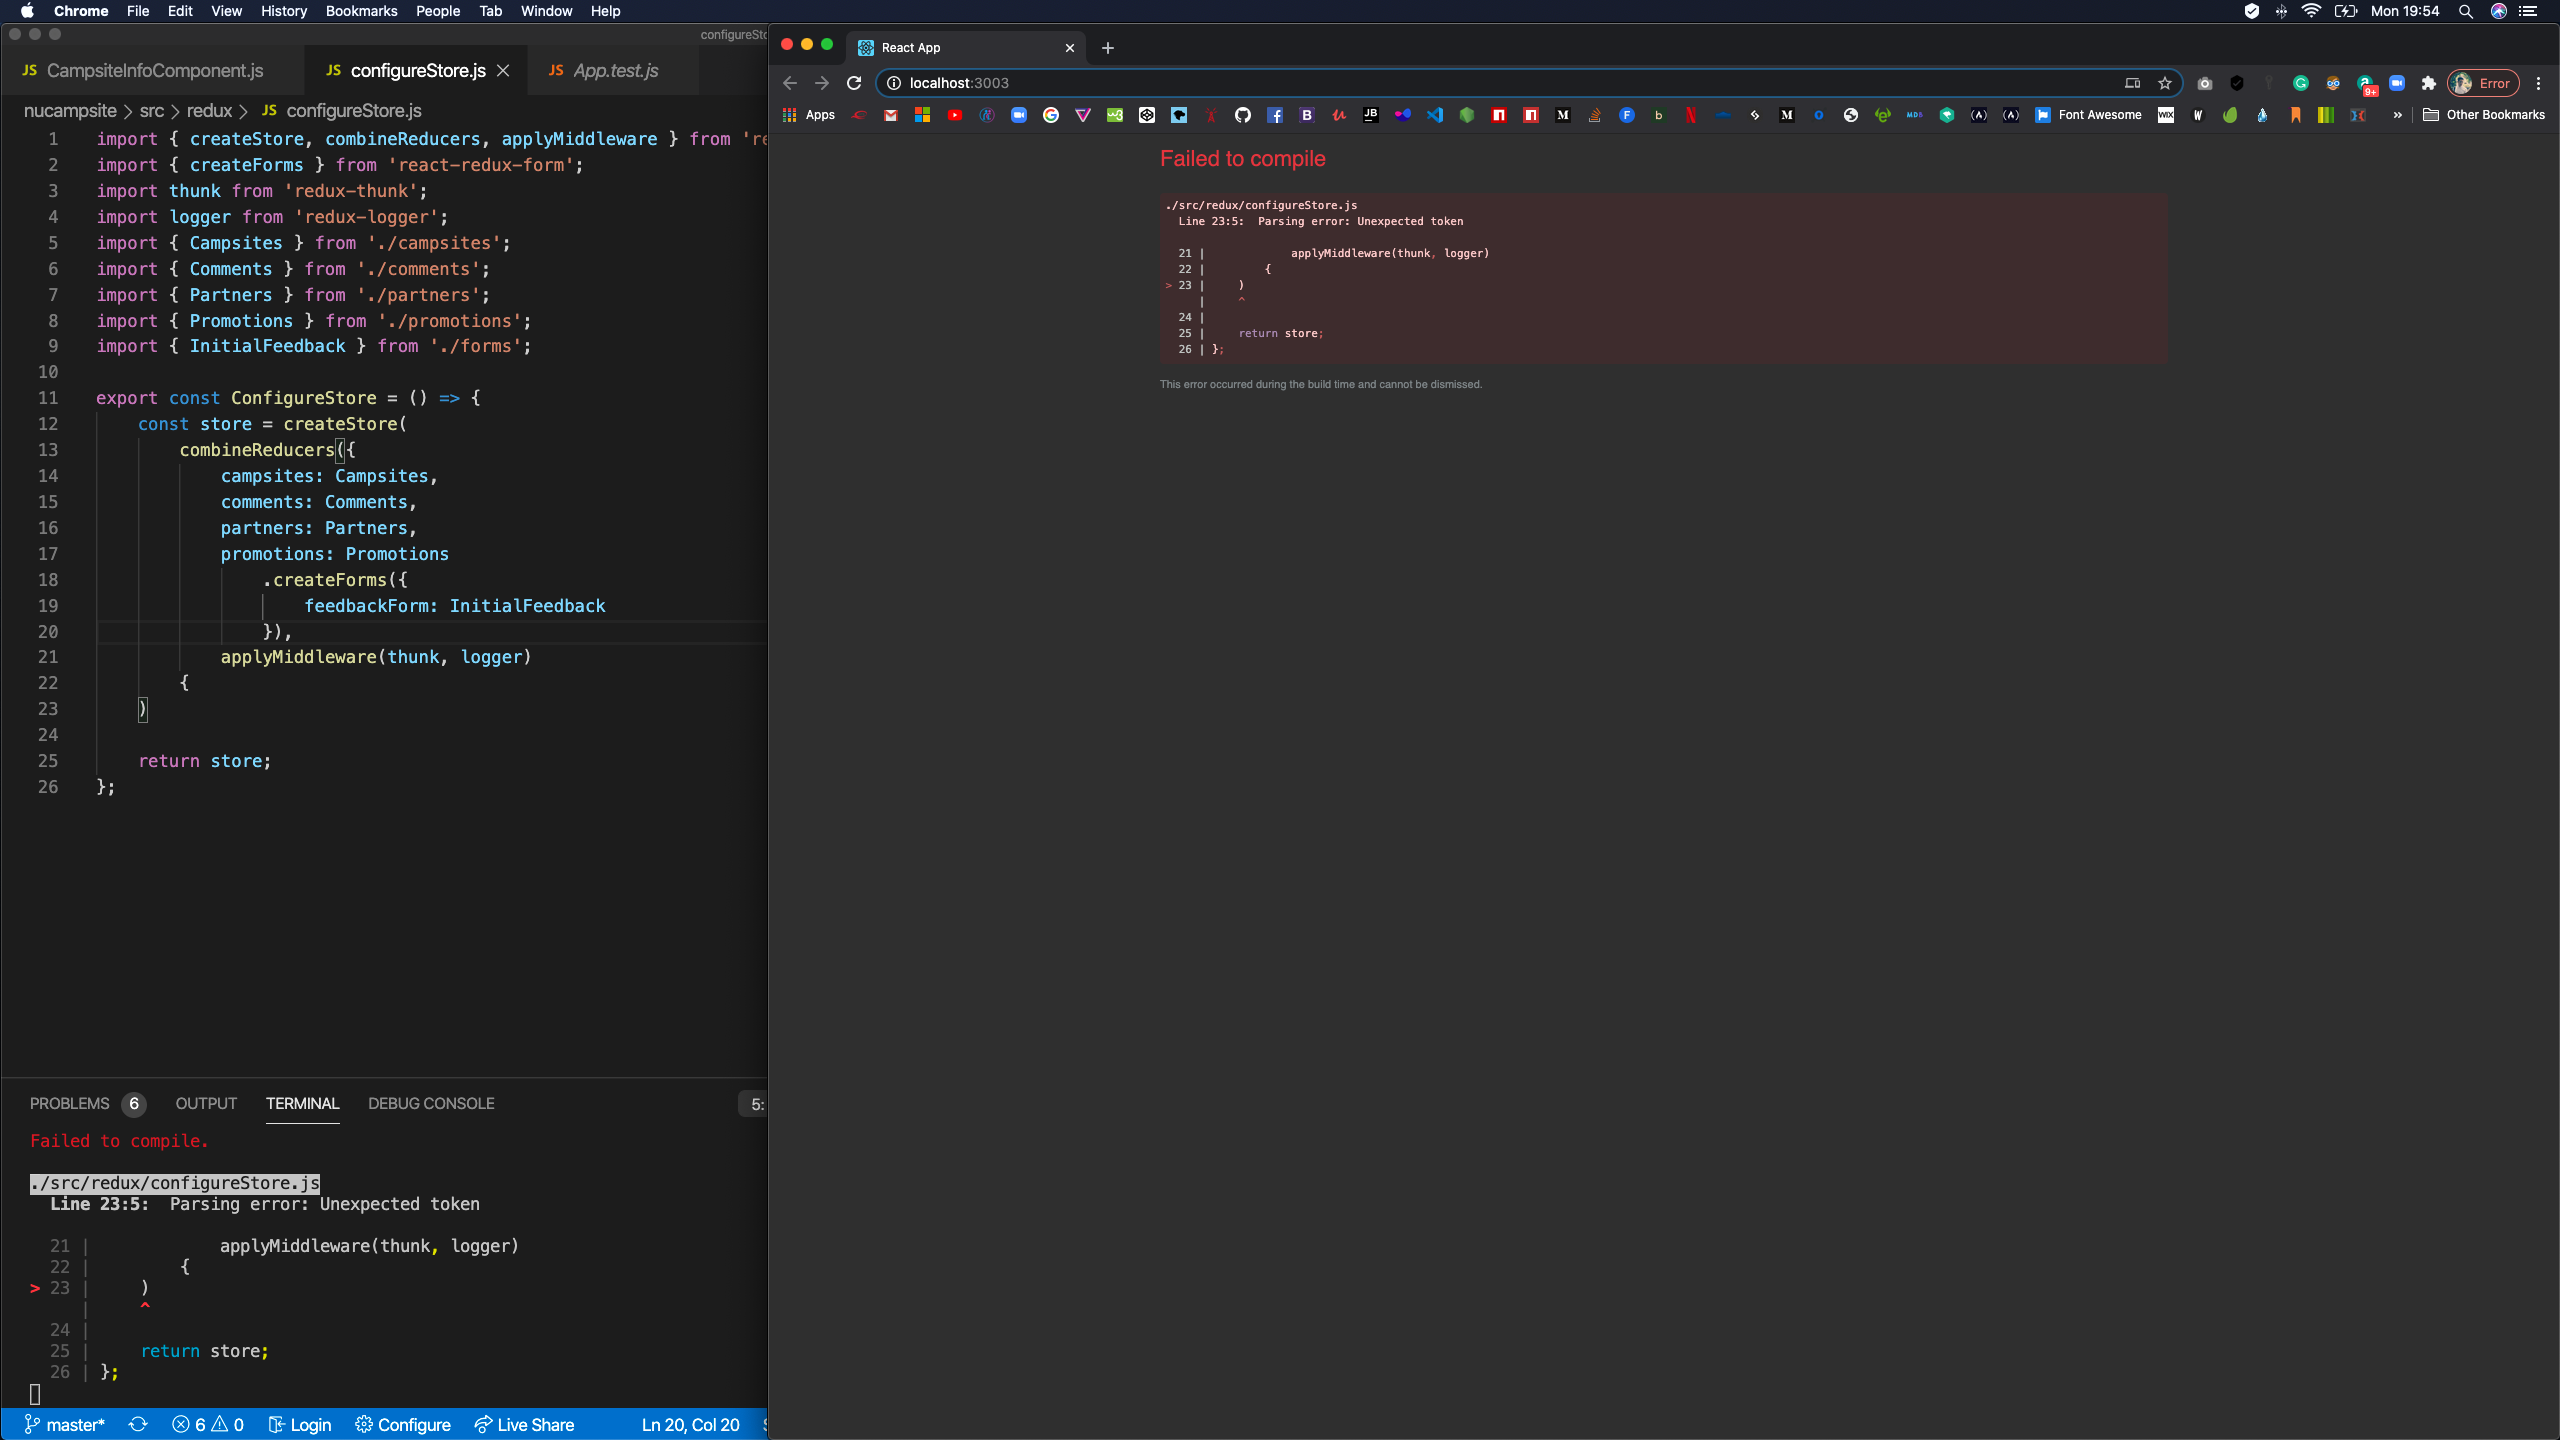 Chrome File Edit View History Bookmarks People Tab Window Help
Mon 19:54
configureSto
JS CampsiteInfoComponent.js JS configureStore.js JS App.test.js
nucampsite > src > redux > JS configureStore.js
1 import { createStore, combineReducers, applyMiddleware } from 're
2 import { createForms } from 'react-redux-form';
3 import thunk from 'redux-thunk';
4 import logger from 'redux-logger';
5 import { Campsites } from './campsites';
6 import { Comments } from './comments';
7 import { Partners } from './partners';
8 import { Promotions } from './promotions';
9 import { InitialFeedback } from './forms';
10
11 export const ConfigureStore = () => {
12 const store = createStore(
13 combineReducers({
14 campsites: Campsites,
15 comments: Comments,
16 partners: Partners,
17 promotions: Promotions
18 .createForms({
19 feedbackForm: InitialFeedback
20 }),
21 applyMiddleware(thunk, logger)
22 {
23 )
24
25 return store;
26 };
PROBLEMS 6 OUTPUT TERMINAL DEBUG CONSOLE 5:
Failed to compile.
./src/redux/configureStore.js
Line 23:5: Parsing error: Unexpected token
21 | applyMiddleware(thunk, logger)
22 | {
> 23 | )
| ^
24 |
25 | return store;
26 | };
master* 6 0 Login Configure Live Share Ln 20, Col 20
React App
localhost:3003
9+
Error
Apps
Font Awesome
WIX
Other Bookmarks
Failed to compile
./src/redux/configureStore.js
Line 23:5: Parsing error: Unexpected token
21 | applyMiddleware(thunk, logger)
22 | {
> 23 | )
| ^
24 |
25 | return store;
26 | };
This error occurred during the build time and cannot be dismissed.